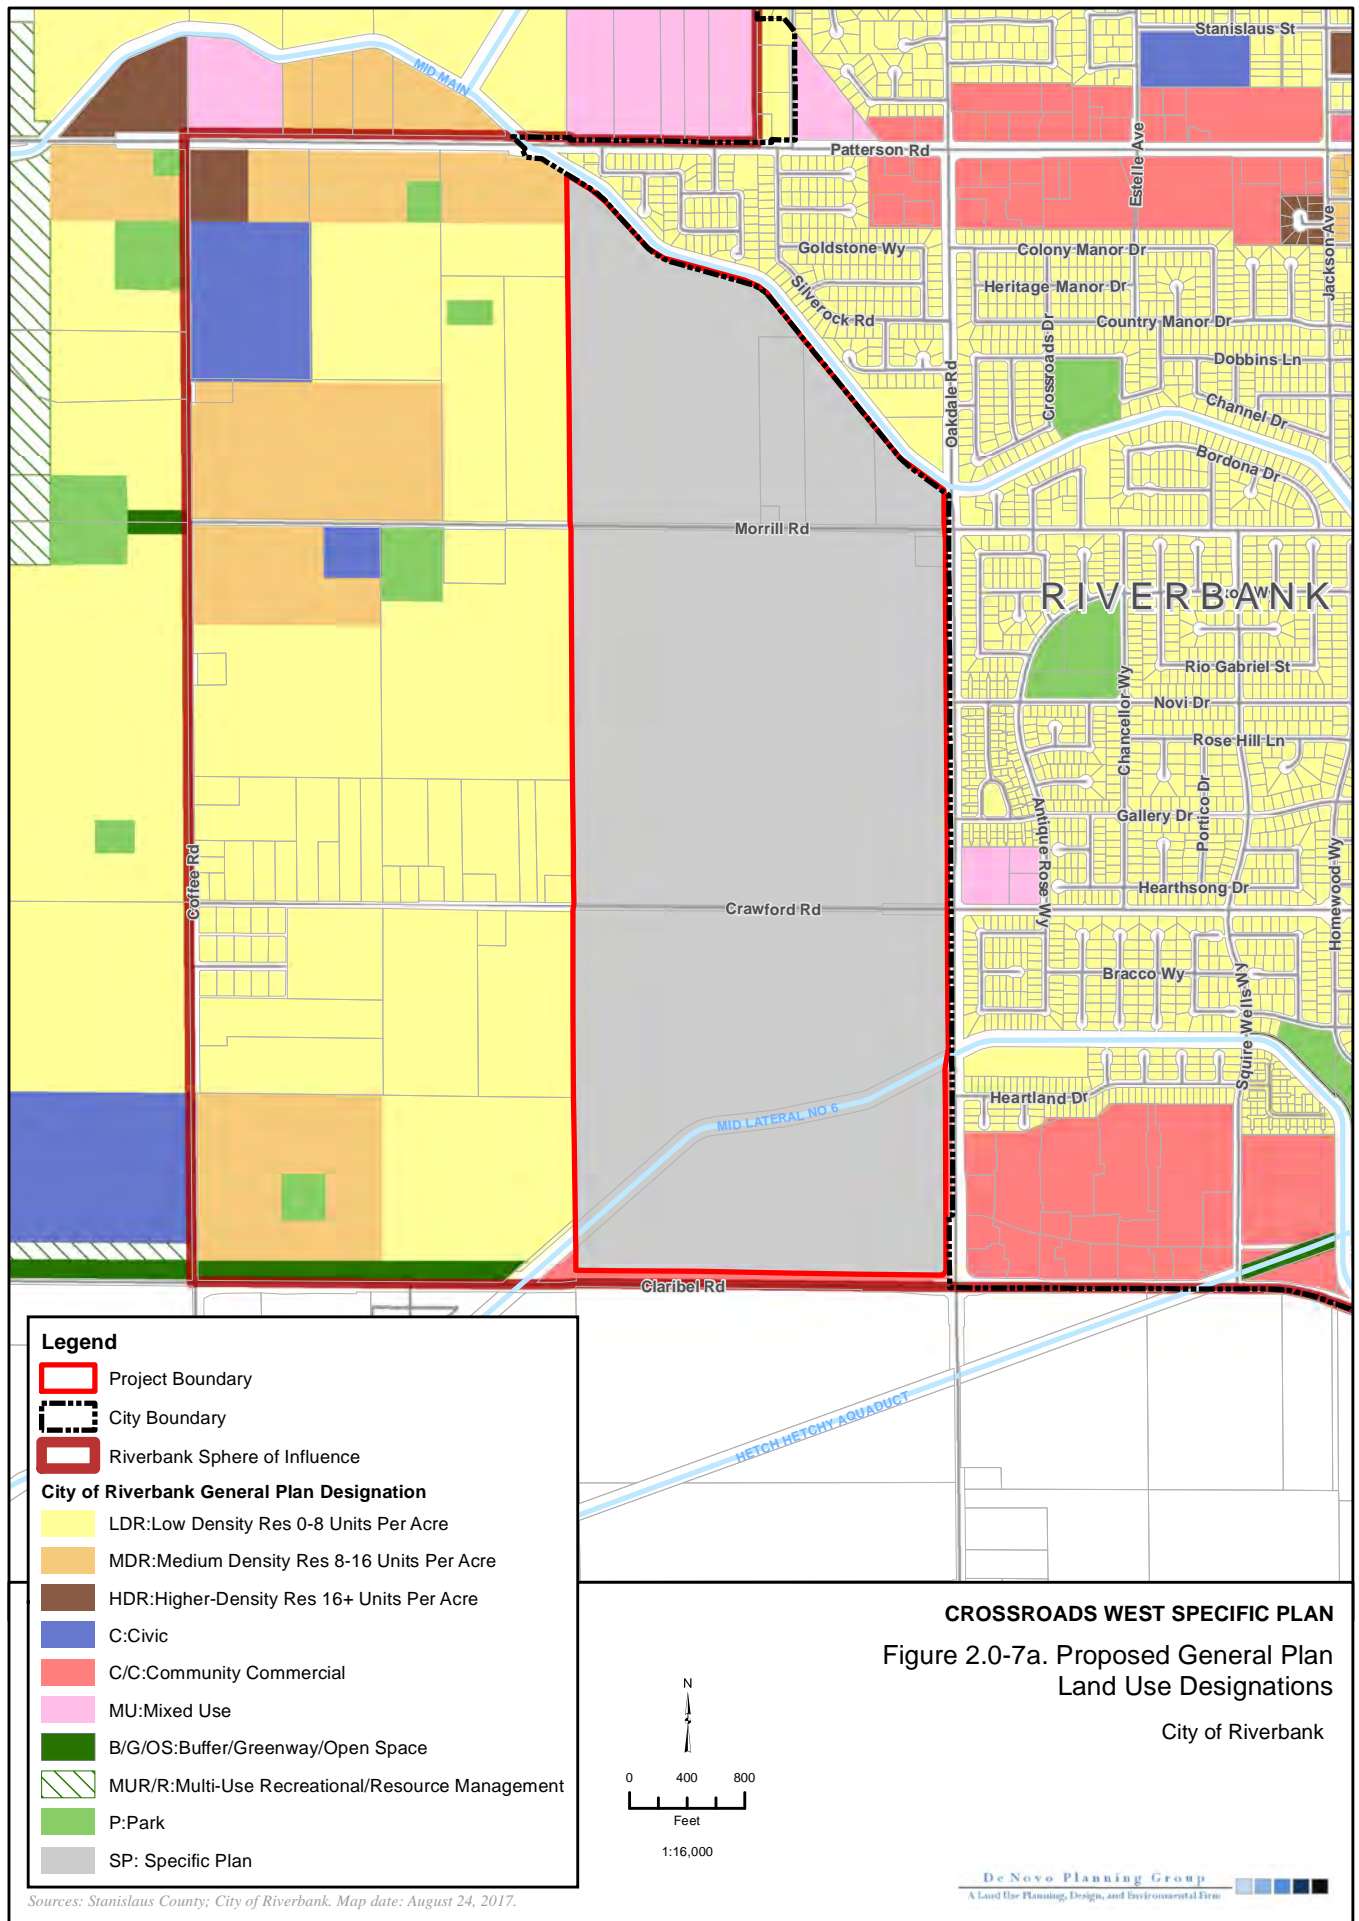 Stanislaus St
MID MAIN
Patterson Rd
Estelle Ave
Jackson Ave
Goldstone Wy
Colony Manor Dr
Silverock Rd
Heritage Manor Dr
Country Manor Dr
Crossroads Dr
Dobbins Ln
Oakdale Rd
Channel Dr
Bordona Dr
Morrill Rd
RIVERBANK
Rio Gabriel St
Chancellor Wy
Novi Dr
Rose Hill Ln
Portico Dr
Antique Rose Wy
Gallery Dr
Coffee Rd
Homewood Wy
Hearthsong Dr
Crawford Rd
Bracco Wy
Squire Wells Wy
Heartland Dr
MID LATERAL NO 6
Claribel Rd
HETCH HETCHY AQUADUCT
Legend
Project Boundary
City Boundary
Riverbank Sphere of Influence
City of Riverbank General Plan Designation
LDR:Low Density Res 0-8 Units Per Acre
MDR:Medium Density Res 8-16 Units Per Acre
HDR:Higher-Density Res 16+ Units Per Acre
C:Civic
C/C:Community Commercial
MU:Mixed Use
B/G/OS:Buffer/Greenway/Open Space
MUR/R:Multi-Use Recreational/Resource Management
P:Park
SP: Specific Plan
Sources: Stanislaus County; City of Riverbank. Map date: August 24, 2017.
N
0 400 800
Feet
1:16,000
CROSSROADS WEST SPECIFIC PLAN
Figure 2.0-7a. Proposed General Plan
Land Use Designations
City of Riverbank
De Novo Planning Group
A Land Use Planning, Design, and Environmental Firm